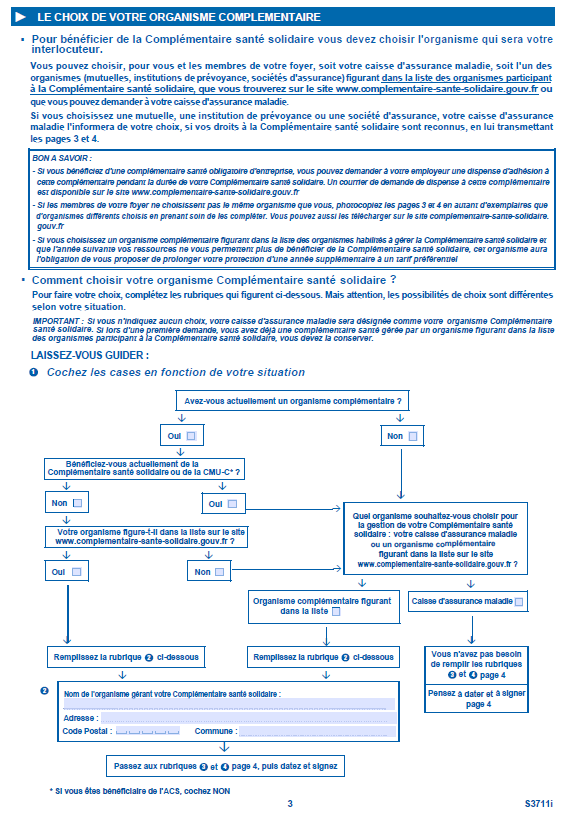 ► LE CHOIX DE VOTRE ORGANISME COMPLEMENTAIRE
▪ Pour bénéficier de la Complémentaire santé solidaire vous devez choisir l'organisme qui sera votre
interlocuteur.
Vous pouvez choisir, pour vous et les membres de votre foyer, soit votre caisse d'assurance maladie, soit l'un des
organismes (mutuelles, institutions de prévoyance, sociétés d'assurance) figurant dans la liste des organismes participant
à la Complémentaire santé solidaire, que vous trouverez sur le site www.complementaire-sante-solidaire.gouv.fr ou
que vous pouvez demander à votre caisse d'assurance maladie.
Si vous choisissez une mutuelle, une institution de prévoyance ou une société d'assurance, votre caisse d'assurance
maladie l'informera de votre choix, si vos droits à la Complémentaire santé solidaire sont reconnus, en lui transmettant
les pages 3 et 4.
BON A SAVOIR :
- Si vous bénéficiez d'une complémentaire santé obligatoire d'entreprise, vous pouvez demander à votre employeur une dispense d'adhésion à
cette complémentaire pendant la durée de votre Complémentaire santé solidaire. Un courrier de demande de dispense à cette complémentaire
est disponible sur le site www.complementaire-sante-solidaire.gouv.fr
- Si les membres de votre foyer ne choisissent pas le même organisme que vous, photocopiez les pages 3 et 4 en autant d'exemplaires que
d'organismes différents choisis en prenant soin de les compléter. Vous pouvez aussi les télécharger sur le site complementaire-sante-solidaire.
gouv.fr
- Si vous choisissez un organisme complémentaire figurant dans la liste des organismes habilités à gérer la Complémentaire santé solidaire et
que l'année suivante vos ressources ne vous permettent plus de bénéficier de la Complémentaire santé solidaire, cet organisme aura
l'obligation de vous proposer de prolonger votre protection d'une année supplémentaire à un tarif préférentiel
▪ Comment choisir votre organisme Complémentaire santé solidaire ?
Pour faire votre choix, complétez les rubriques qui figurent ci-dessous. Mais attention, les possibilités de choix sont différentes
selon votre situation.
IMPORTANT : Si vous n'indiquez aucun choix, votre caisse d'assurance maladie sera désignée comme votre organisme Complémentaire
santé solidaire. Si lors d'une première demande, vous avez déjà une complémentaire santé gérée par un organisme figurant dans la liste
des organismes participant à la Complémentaire santé solidaire, vous devez la conserver.
LAISSEZ-VOUS GUIDER :
❶ Cochez les cases en fonction de votre situation
Avez-vous actuellement un organisme complémentaire ?
Oui
Non
Bénéficiez-vous actuellement de la
Complémentaire santé solidaire ou de la CMU-C* ?
Non
Oui
Quel organisme souhaitez-vous choisir pour
la gestion de votre Complémentaire santé
solidaire : votre caisse d'assurance maladie
ou un organisme complémentaire
figurant dans la liste sur le site
www.complementaire-sante-solidaire.gouv.fr ?
Votre organisme figure-t-il dans la liste sur le site
www.complementaire-sante-solidaire.gouv.fr ?
Oui
Non
Organisme complémentaire figurant
dans la liste
Caisse d'assurance maladie
Remplissez la rubrique ❷ ci-dessous
Remplissez la rubrique ❷ ci-dessous
Vous n'avez pas besoin
de remplir les rubriques
❸ et ❹ page 4
Pensez à dater et à signer
page 4
❷
Nom de l'organisme gérant votre Complémentaire santé solidaire :
Adresse :
Code Postal :
Commune :
Passez aux rubriques ❸ et ❹ page 4, puis datez et signez
* Si vous êtes bénéficiaire de l'ACS, cochez NON
3
S3711i